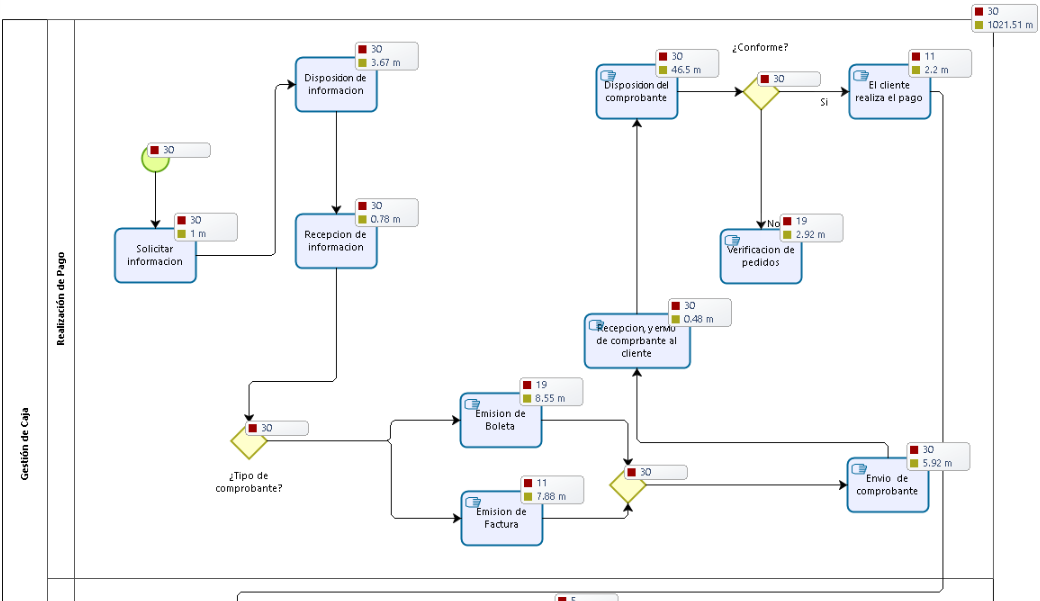 30
1021.51 m
Gestión de Caja
Realización de Pago
30
Solicitar
informacion
30
1 m
Disposicion de
informacion
30
3.67 m
Recepcion de
informacion
30
0.78 m
30
¿Tipo de
comprobante?
Emision de
Boleta
19
8.55 m
Emision de
Factura
11
7.88 m
30
Envio de
comprobante
30
5.92 m
Recepcion, y envio
de comprbante al
cliente
30
0.48 m
Disposicion del
comprobante
30
46.5 m
¿Conforme?
30
Si
El cliente
realiza el pago
11
2.2 m
No
Verificacion de
pedidos
19
2.92 m
5